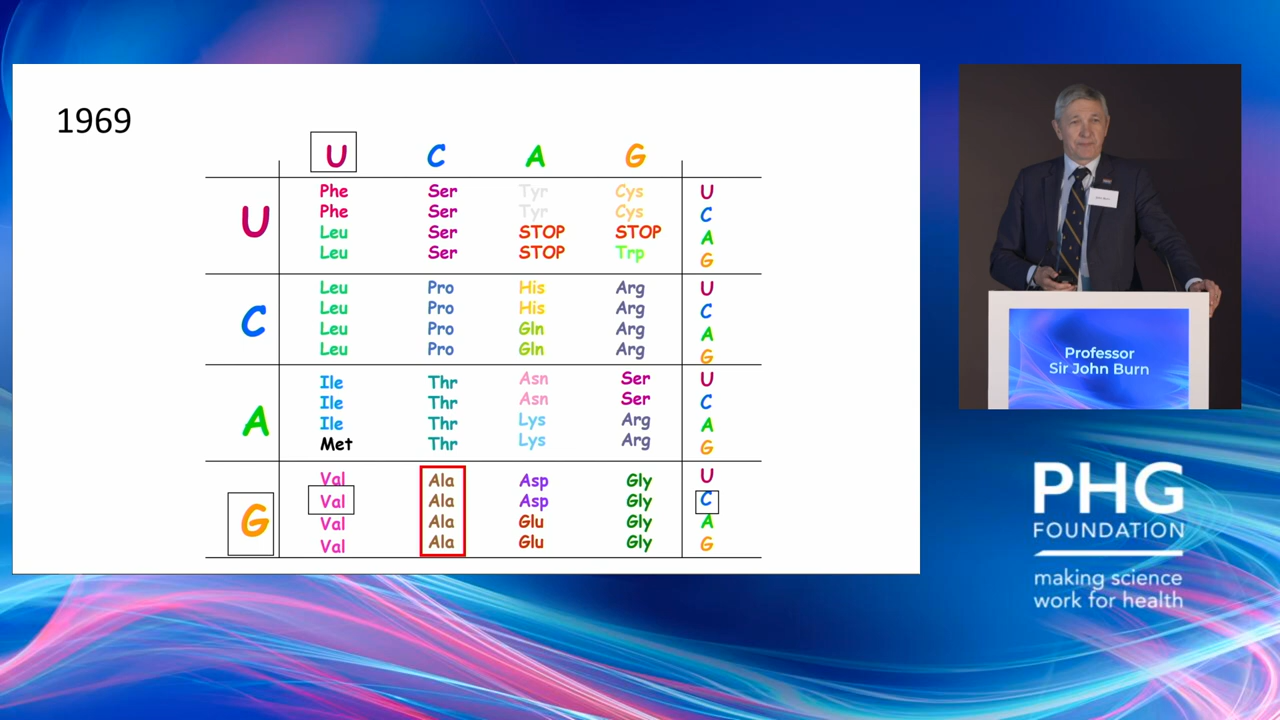 1969
U C A G
U
Phe Ser Tyr Cys U
Phe Ser Tyr Cys C
Leu Ser STOP STOP A
Leu Ser STOP Trp G
C
Leu Pro His Arg U
Leu Pro His Arg C
Leu Pro Gln Arg A
Leu Pro Gln Arg G
A
Ile Thr Asn Ser U
Ile Thr Asn Ser C
Ile Thr Lys Arg A
Met Thr Lys Arg G
G
Val Ala Asp Gly U
Val Ala Asp Gly C
Val Ala Glu Gly A
Val Ala Glu Gly G
Professor
Sir John Burn
PHG
FOUNDATION
making science
work for health